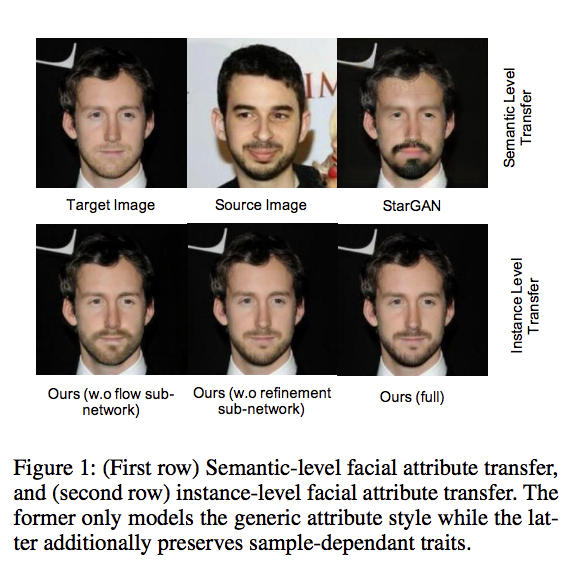 Semantic Level
Transfer
Target Image
Source Image
StarGAN
Instance Level
Transfer
Ours (w.o flow sub-
network)
Ours (w.o refinement
sub-network)
Ours (full)
Figure 1: (First row) Semantic-level facial attribute transfer,
and (second row) instance-level facial attribute transfer. The
former only models the generic attribute style while the lat-
ter additionally preserves sample-dependant traits.